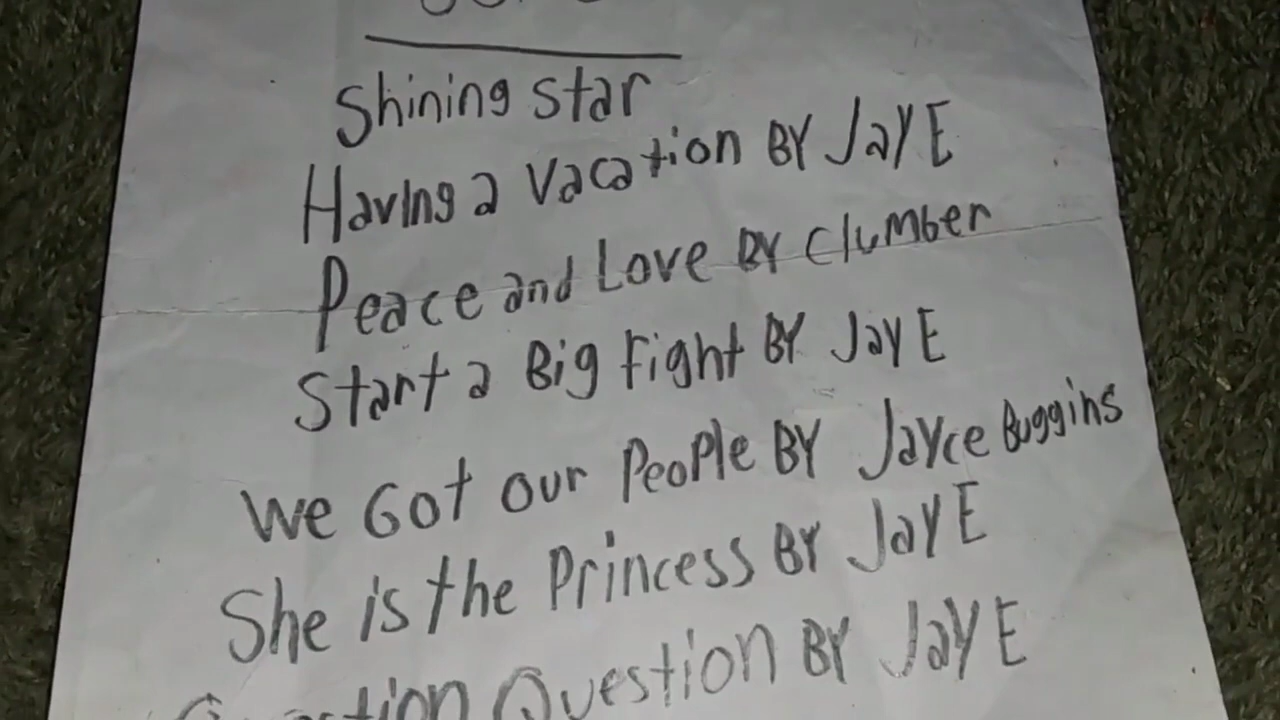 Shining Star
Having a Vacation BY JaY E
Peace and Love BY Clumber
Start a Big Fight BY JaY E
We Got our People BY Jayce Buggins
She is the Princess BY JaY E
Question Question BY JaY E